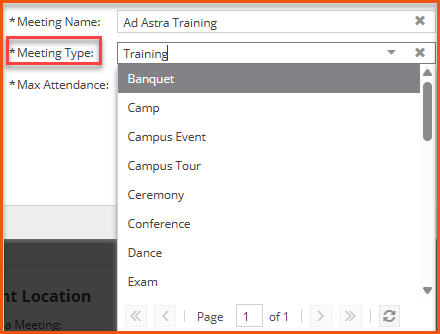 * Meeting Name: Ad Astra Training
* Meeting Type: Training
* Max Attendance:
Banquet
Camp
Campus Event
Campus Tour
Ceremony
Conference
Dance
Exam
nt Location
a Meeting:
Page 1 of 1